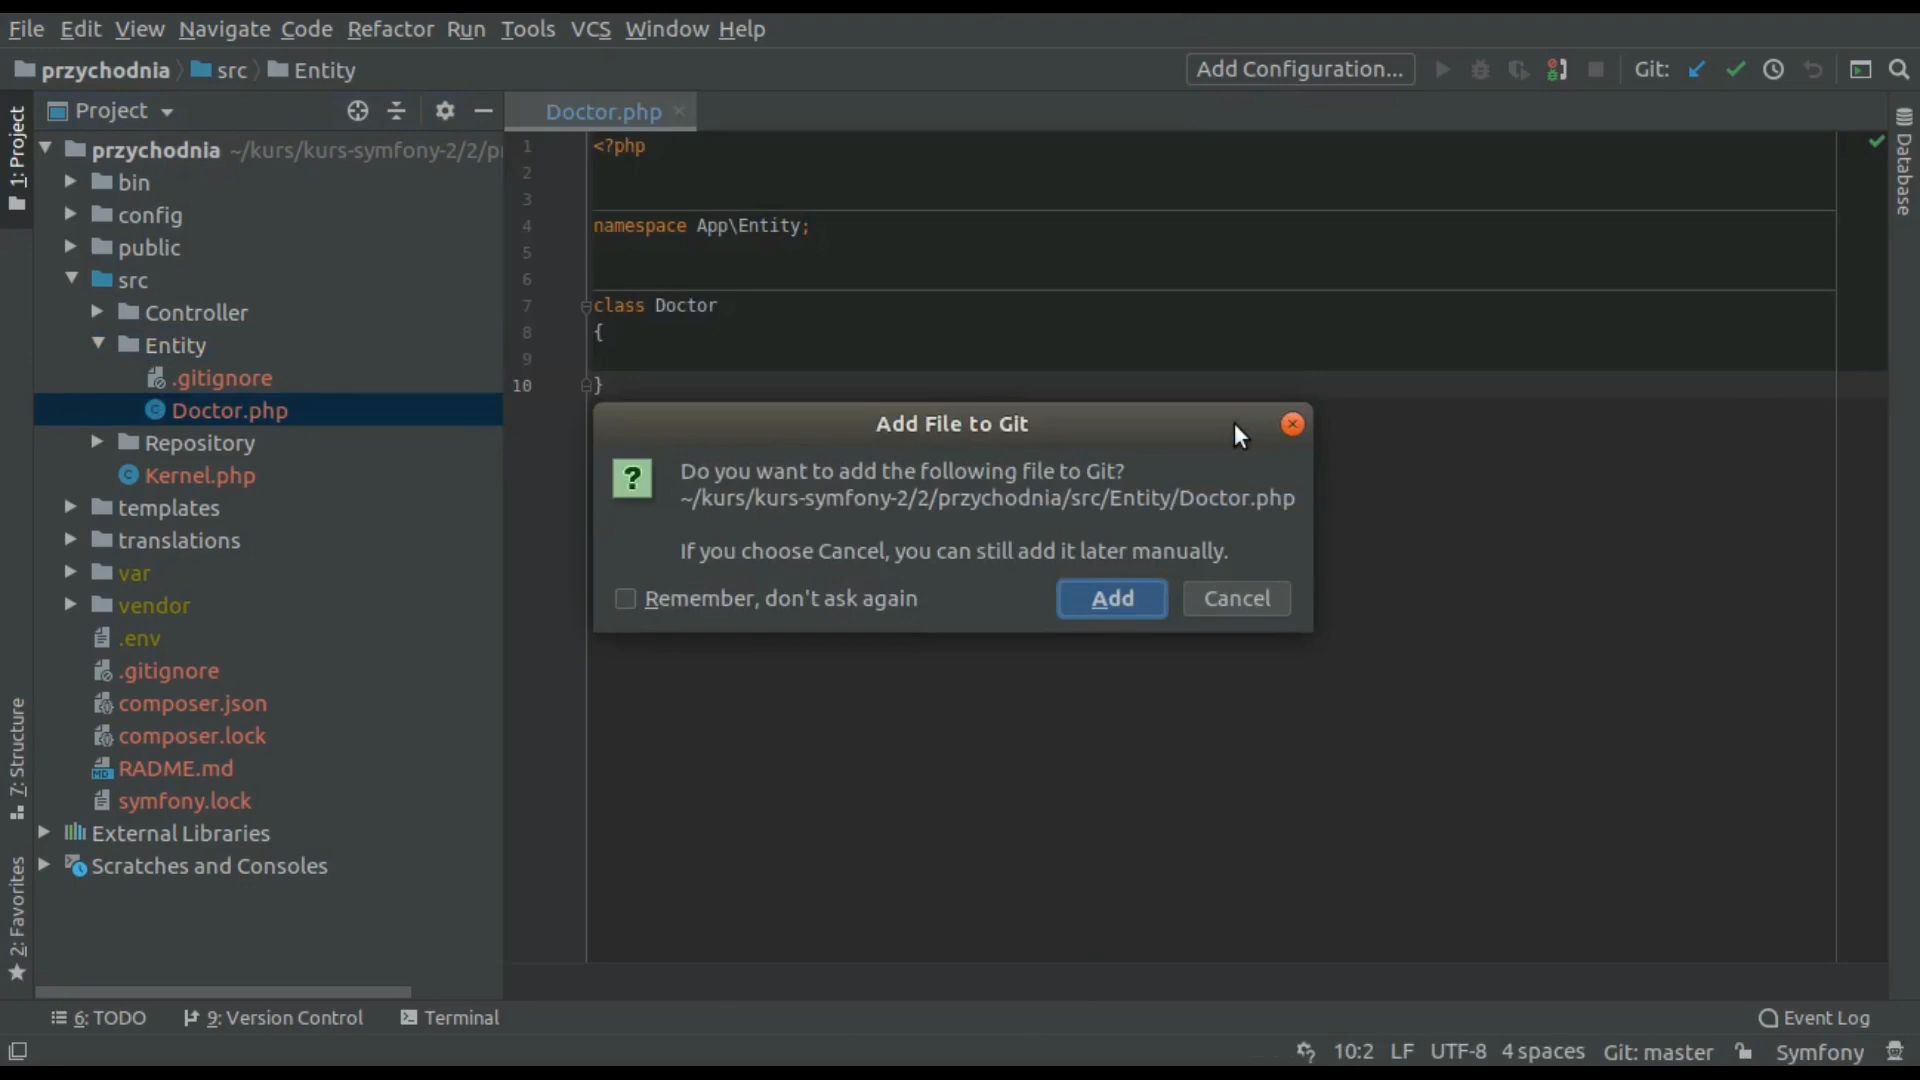 File Edit View Navigate Code Refactor Run Tools VCS Window Help
przychodnia src Entity Add Configuration... Git:
1: Project
Project
Doctor.php
Database
przychodnia ~/kurs/kurs-symfony-2/2/pr
bin
config
public
src
Controller
Entity
.gitignore
Doctor.php
Repository
Kernel.php
templates
translations
var
vendor
.env
.gitignore
composer.json
composer.lock
MD RADME.md
symfony.lock
External Libraries
Scratches and Consoles
7: Structure
2: Favorites
1 <?php
2
3
4 namespace App\Entity;
5
6
7 class Doctor
8 {
9
10 }
Add File to Git
Do you want to add the following file to Git?
~/kurs/kurs-symfony-2/2/przychodnia/src/Entity/Doctor.php
If you choose Cancel, you can still add it later manually.
Remember, don't ask again Add Cancel
6: TODO 9: Version Control Terminal Event Log
10:2 LF UTF-8 4 spaces Git: master Symfony